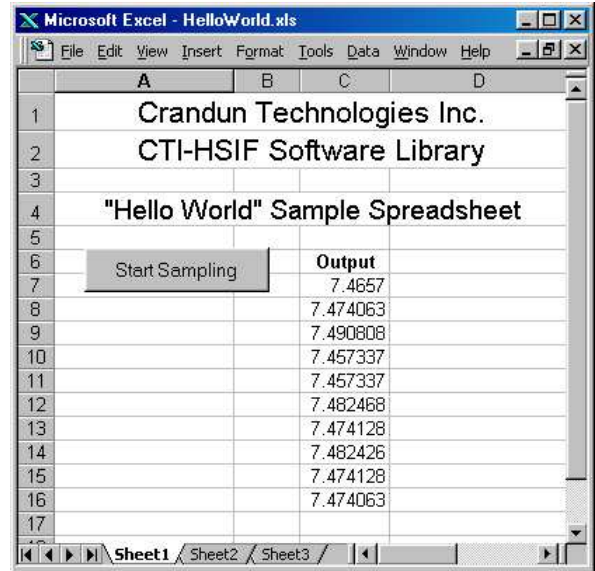 Microsoft Excel - HelloWorld.xls
File Edit View Insert Format Tools Data Window Help
A B C D
1 Crandun Technologies Inc.
2 CTI-HSIF Software Library
3
4 "Hello World" Sample Spreadsheet
5
6 Start Sampling Output
7 7.4657
8 7.474063
9 7.490808
10 7.457337
11 7.457337
12 7.482468
13 7.474128
14 7.482426
15 7.474128
16 7.474063
17
Sheet1 Sheet2 Sheet3